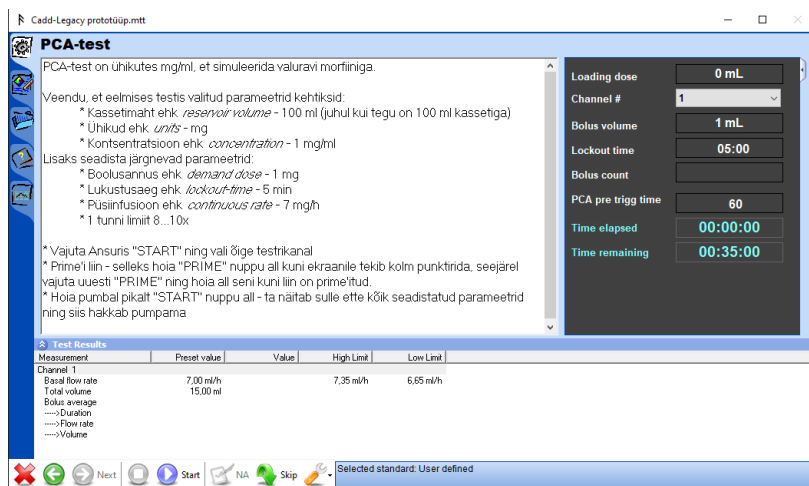 Cadd-Legacy prototüüp.mtt
PCA-test
PCA-test on ühikutes mg/ml, et simuleerida valuravi morfiiniga.
Veendu, et eelmises testis valitud parameetrid kehtiksid:
* Kassetimaht ehk reservoir volume - 100 ml (juhul kui tegu on 100 ml kassetiga)
* Ühikud ehk units - mg
* Kontsentratsioon ehk concentration - 1 mg/ml
Lisaks seadista järgnevad parameetrid:
* Boolusannus ehk demand dose - 1 mg
* Lukustusaeg ehk lockout-time - 5 min
* Püsiinfusioon ehk continuous rate - 7 mg/h
* 1 tunni limiit 8...10x
* Vajuta Ansuris "START" ning vali õige testrikanal
* Prime'i liin - selleks hoia "PRIME" nuppu all kuni ekraanile tekib kolm punktirida, seejärel
vajuta uuesti "PRIME" ning hoia all seni kuni liin on prime'itud.
* Hoia pumbal pikalt "START" nuppu all - ta näitab sulle ette kõik seadistatud parameetrid
ning siis hakkab pumpama
Loading dose 0 mL
Channel # 1
Bolus volume 1 mL
Lockout time 05:00
Bolus count
PCA pre trigg time 60
Time elapsed 00:00:00
Time remaining 00:35:00
Test Results
Measurement Preset value Value High Limit Low Limit
Channel 1
Basal flow rate 7,00 ml/h 7,35 ml/h 6,65 ml/h
Total volume 15,00 ml
Bolus average
---->Duration
---->Flow rate
---->Volume
Next Start NA Skip Selected standard: User defined